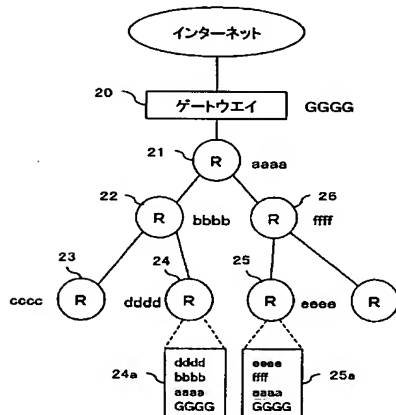 インターネット
20
ゲートウエイ GGGG
21
R aaaa
22 26
R bbbb R ffff
23 24 25
cccc R dddd R R eeee R
dddd eeee
bbbb ffff
24a aaaa aaaa 25a
GGGG GGGG